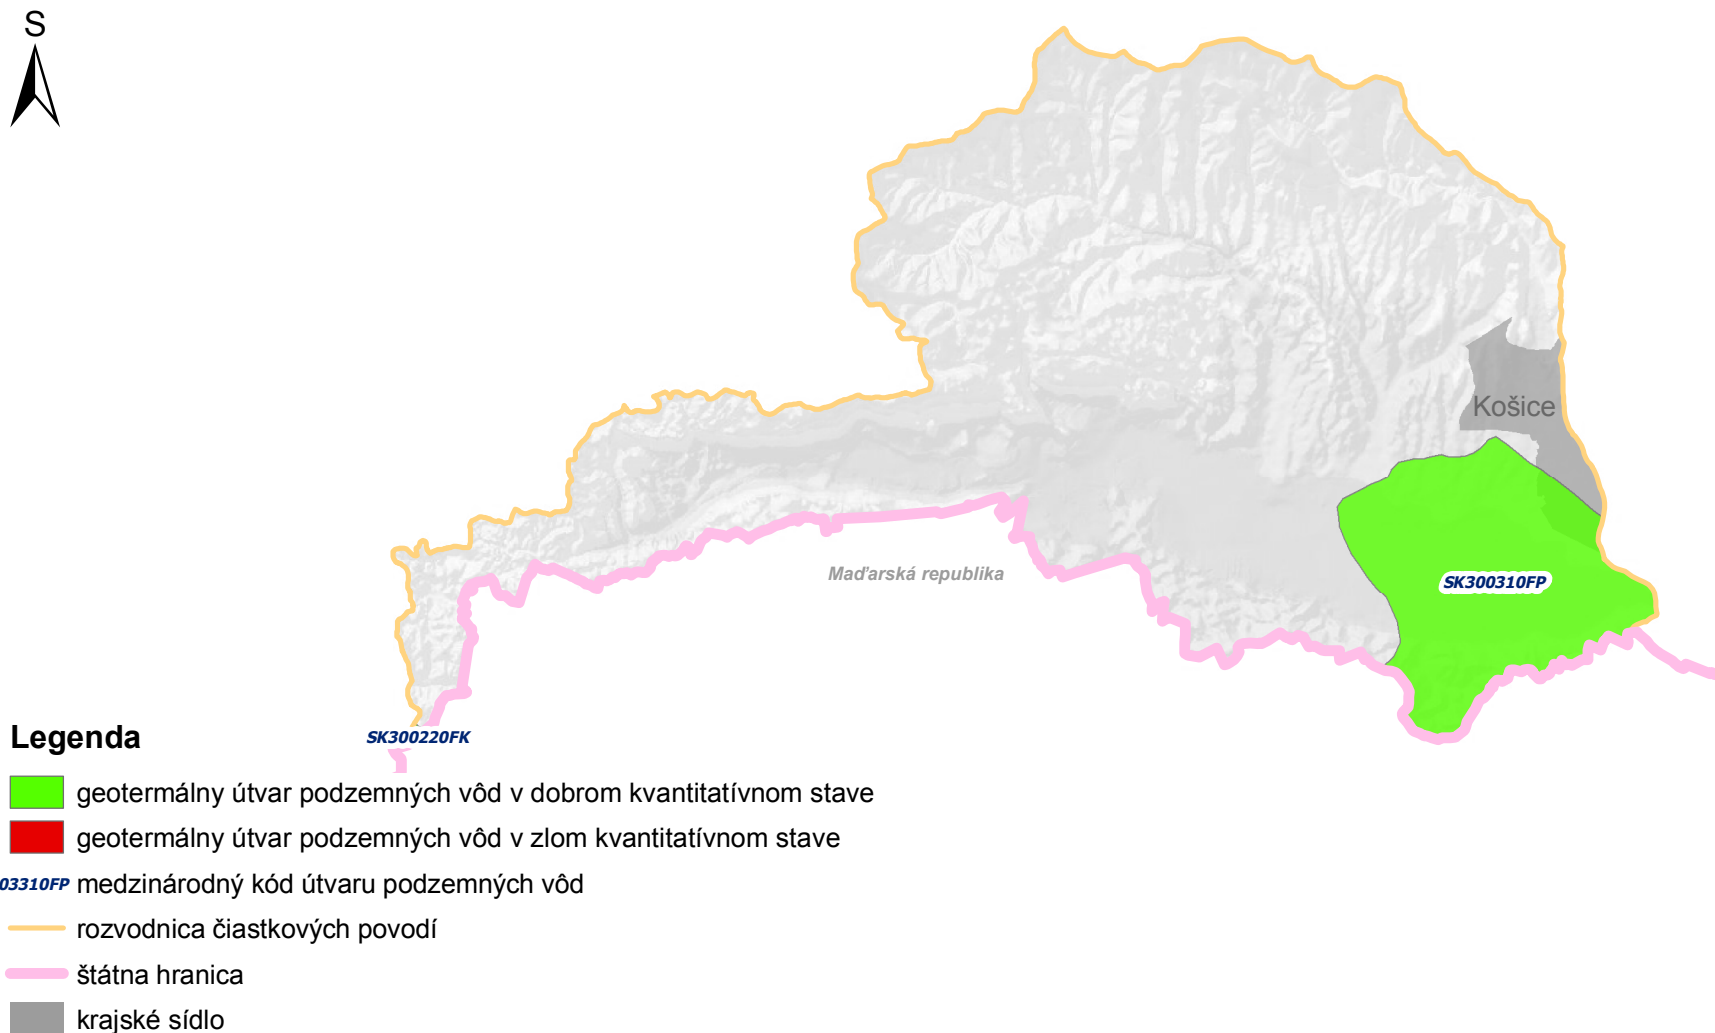 S
Košice
Maďarská republika
SK300310FP
SK300220FK
Legenda
geotermálny útvar podzemných vôd v dobrom kvantitatívnom stave
geotermálny útvar podzemných vôd v zlom kvantitatívnom stave
03310FP medzinárodný kód útvaru podzemných vôd
rozvodnica čiastkových povodí
štátna hranica
krajské sídlo